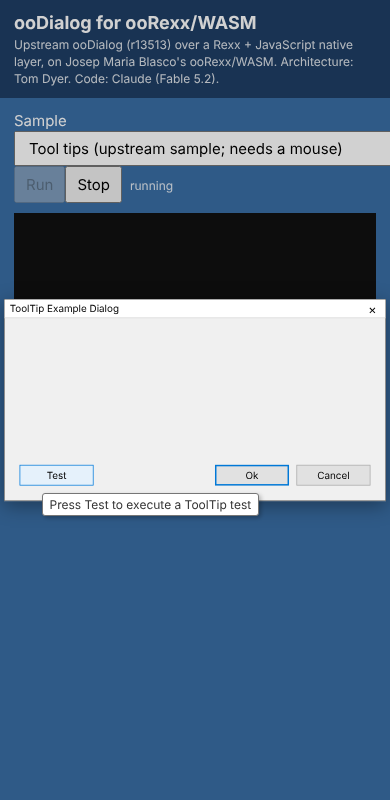 ooDialog for ooRexx/WASM
Upstream ooDialog (r13513) over a Rexx + JavaScript native
layer, on Josep Maria Blasco's ooRexx/WASM. Architecture:
Tom Dyer. Code: Claude (Fable 5.2).
Sample
Tool tips (upstream sample; needs a mouse)
Run Stop running
ToolTip Example Dialog ×
Test Ok Cancel
Press Test to execute a ToolTip test